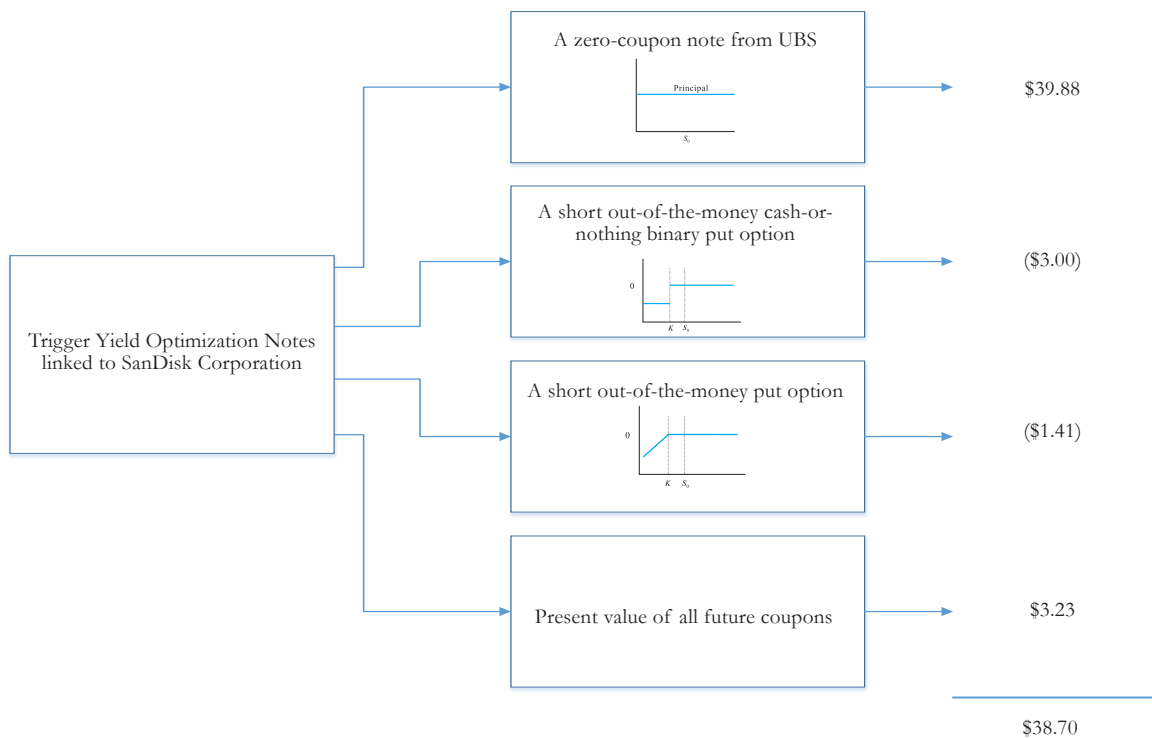 A zero-coupon note from UBS
Principal
S₀
$39.88
A short out-of-the-money cash-or-
nothing binary put option
0
K
S₀
($3.00)
Trigger Yield Optimization Notes
linked to SanDisk Corporation
A short out-of-the-money put option
0
K
S₀
($1.41)
Present value of all future coupons
$3.23
$38.70